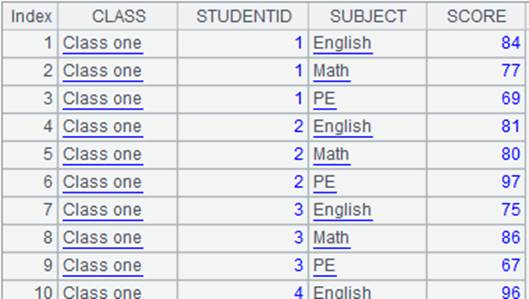 Index CLASS STUDENTID SUBJECT SCORE
1 Class one 1 English 84
2 Class one 1 Math 77
3 Class one 1 PE 69
4 Class one 2 English 81
5 Class one 2 Math 80
6 Class one 2 PE 97
7 Class one 3 English 75
8 Class one 3 Math 86
9 Class one 3 PE 67
10 Class one 4 English 96